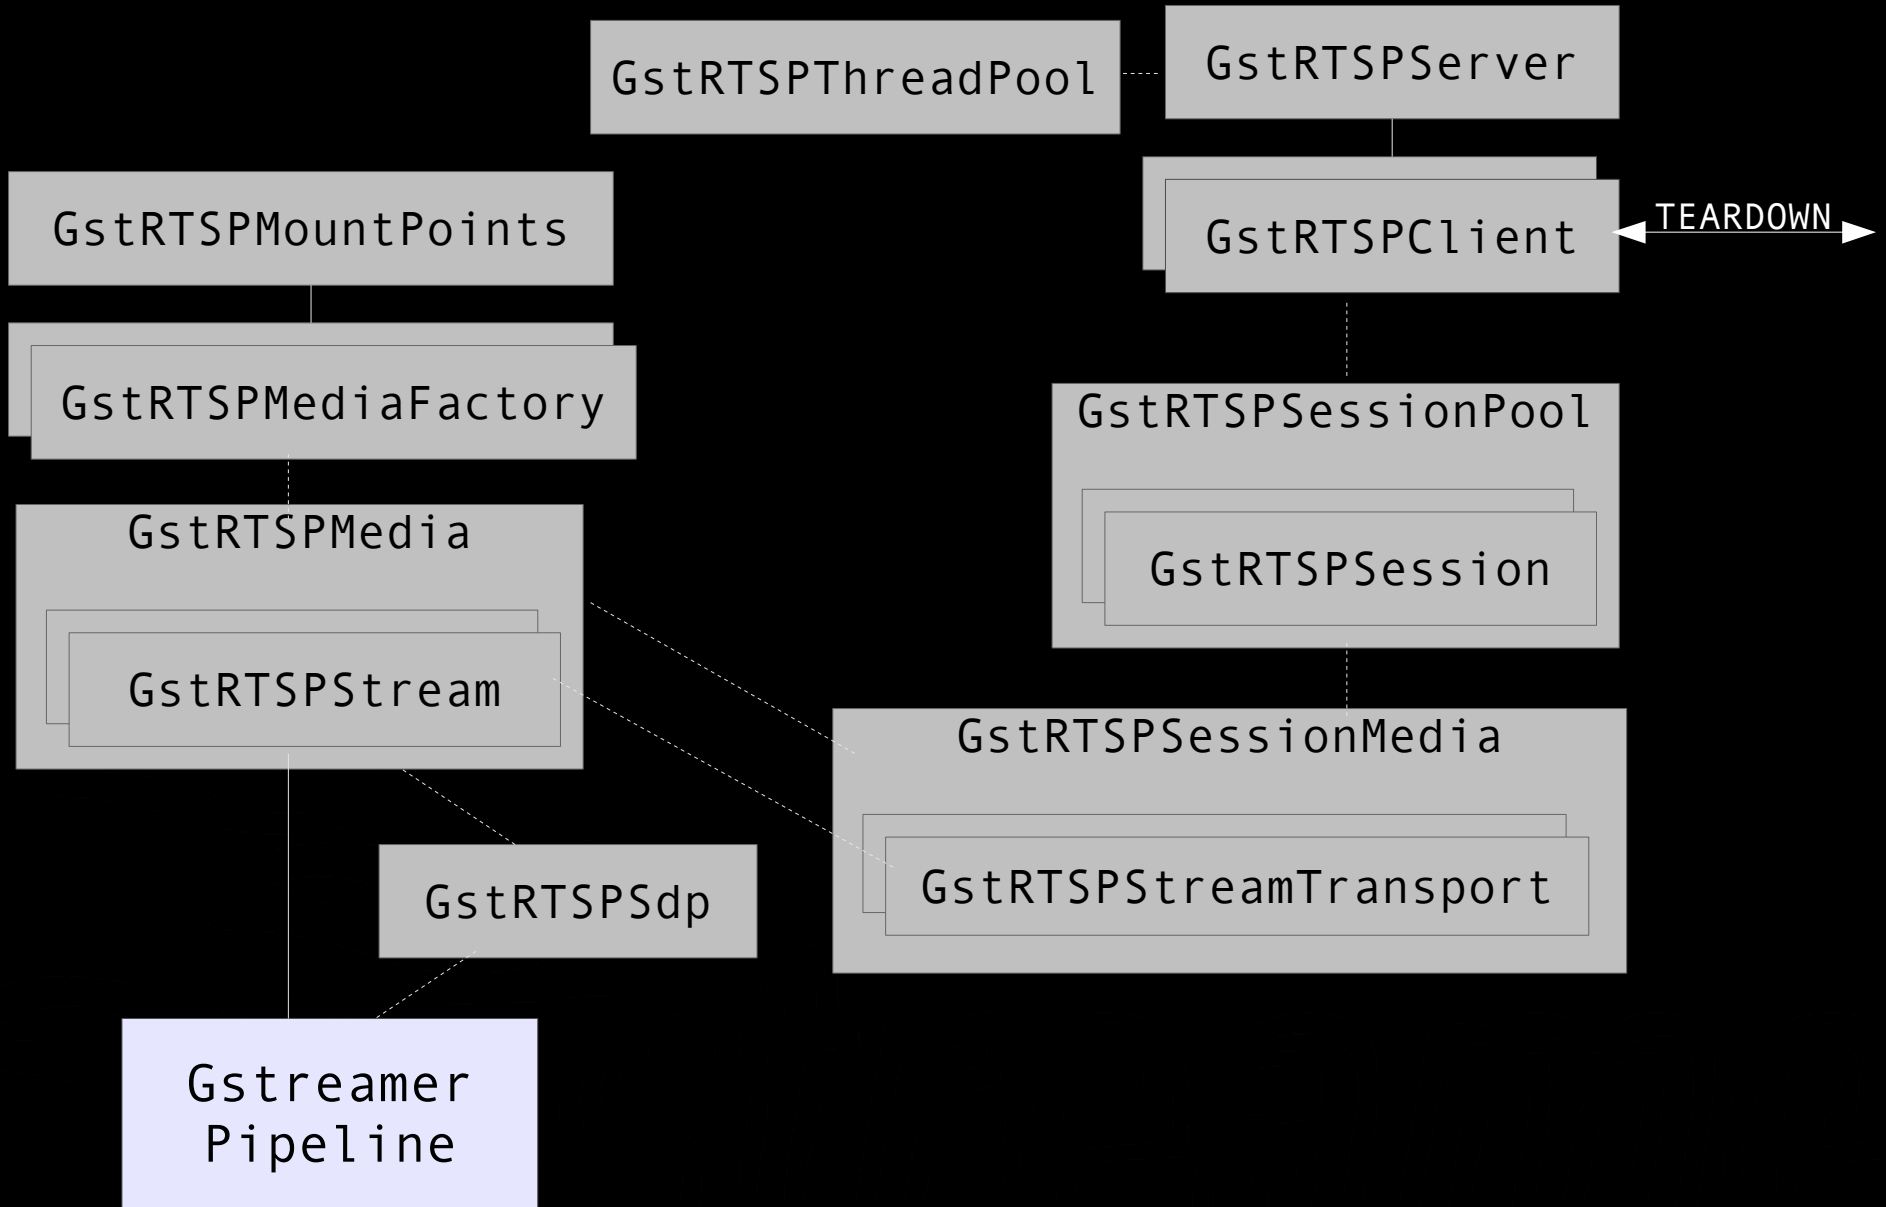 GstRTSPThreadPool
GstRTSPServer
GstRTSPMountPoints
GstRTSPClient
TEARDOWN
GstRTSPMediaFactory
GstRTSPSessionPool
GstRTSPMedia
GstRTSPSession
GstRTSPStream
GstRTSPSessionMedia
GstRTSPStreamTransport
GstRTSPSdp
Gstreamer
Pipeline